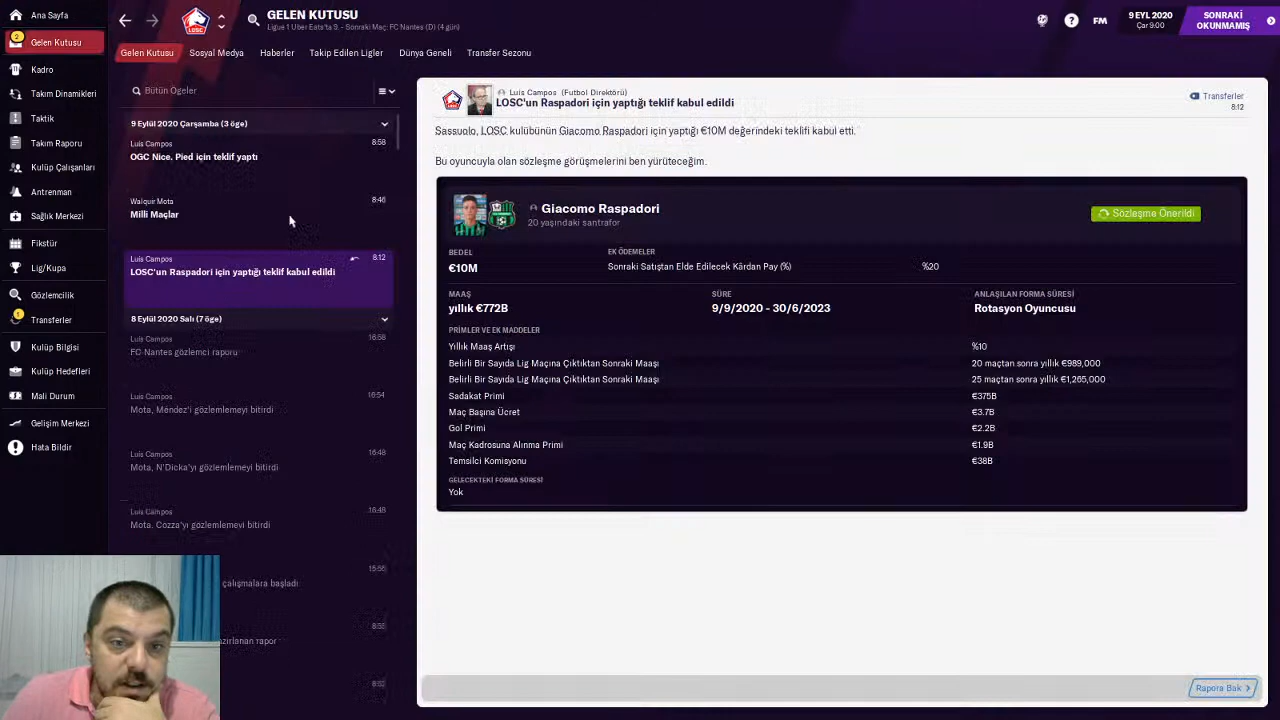 Ana Sayfa
2
Gelen Kutusu
Kadro
Takım Dinamikleri
Taktik
Takım Raporu
Kulüp Çalışanları
Antrenman
Sağlık Merkezi
Fikstür
Lig/Kupa
Gözlemcilik
1
Transferler
Kulüp Bilgisi
Kulüp Hedefleri
Mali Durum
Gelişim Merkezi
Hata Bildir
LOSC
GELEN KUTUSU
Ligue 1 Uber Eats'ta 9. - Sonraki Maç: FC Nantes (D) (4 gün)
?
FM
9 EYL 2020
Çar 9:00
SONRAKİ
OKUNMAMIŞ
Gelen Kutusu
Sosyal Medya
Haberler
Takip Edilen Ligler
Dünya Geneli
Transfer Sezonu
Bütün Ögeler
9 Eylül 2020 Çarşamba (3 öge)
Luis Campos 8:58
OGC Nice, Pied için teklif yaptı
Walquir Mota 8:46
Milli Maçlar
Luis Campos 8:12
LOSC'un Raspadori için yaptığı teklif kabul edildi
8 Eylül 2020 Salı (7 öge)
Luis Campos 16:58
FC Nantes gözlemci raporu
Luis Campos 16:54
Mota, Méndez'i gözlemlemeyi bitirdi
Luis Campos 16:48
Mota, N'Dicka'yı gözlemlemeyi bitirdi
Luis Campos 16:46
Mota, Cozza'yı gözlemlemeyi bitirdi
çalışmalara başladı
Luis Campos (Futbol Direktörü)
LOSC'un Raspadori için yaptığı teklif kabul edildi
Transferler
8:12
Sassuolo, LOSC kulübünün Giacomo Raspadori için yaptığı €10M değerindeki teklifi kabul etti.
Bu oyuncuyla olan sözleşme görüşmelerini ben yürüteceğim.
Giacomo Raspadori
20 yaşındaki santrafor
Sözleşme Önerildi
BEDEL
€10M
EK ÖDEMELER
Sonraki Satıştan Elde Edilecek Kârdan Pay (%) %20
MAAŞ
yıllık €772B
SÜRE
9/9/2020 - 30/6/2023
ANLAŞILAN FORMA SÜRESİ
Rotasyon Oyuncusu
PRİMLER VE EK MADDELER
Yıllık Maaş Artışı %10
Belirli Bir Sayıda Lig Maçına Çıktıktan Sonraki Maaşı 20 maçtan sonra yıllık €989,000
Belirli Bir Sayıda Lig Maçına Çıktıktan Sonraki Maaşı 25 maçtan sonra yıllık €1,265,000
Sadakat Primi €375B
Maç Başına Ücret €3.7B
Gol Primi €2.2B
Maç Kadrosuna Alınma Primi €1.9B
Temsilci Komisyonu €38B
GELECEKTEKİ FORMA SÜRESİ
Yok
Rapora Bak